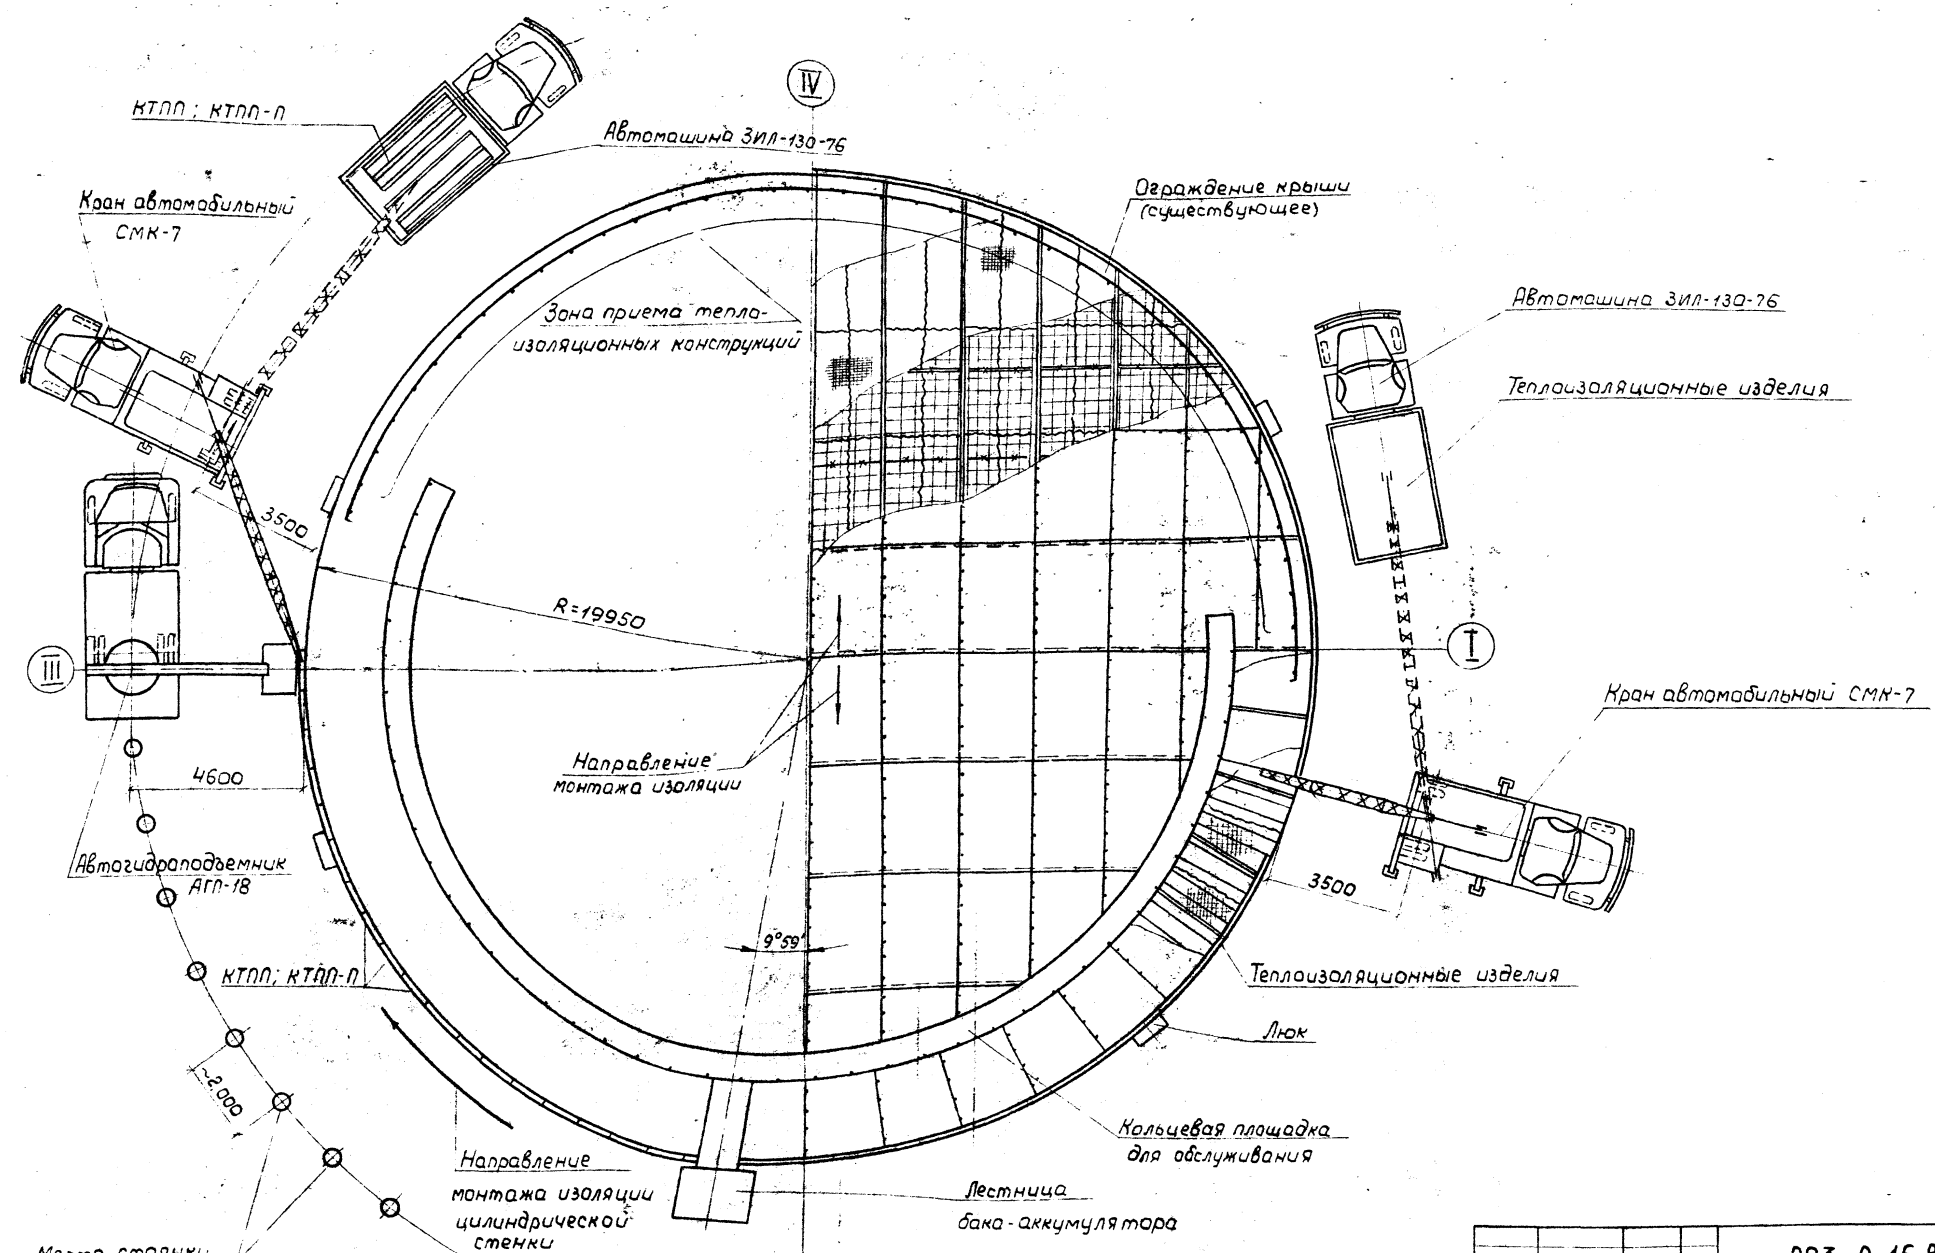 IV
КТПП; КТПП-П
Автомашина ЗИЛ-130-76
Кран автомобильный
СМК-7
Ограждение крыши
(существующее)
Зона приема тепло-
изоляционных конструкций
Автомашина ЗИЛ-130-76
Теплоизоляционные изделия
3500
R=19950
III
I
Кран автомобильный СМК-7
Направление
монтажа изоляции
4600
Автогидроподъемник
АГП-18
3500
9°59'
КТПП; КТПП-П
Теплоизоляционные изделия
Люк
~2000
Кольцевая площадка
для обслуживания
Направление
монтажа изоляции
цилиндрической
стенки
Лестница
бака-аккумулятора